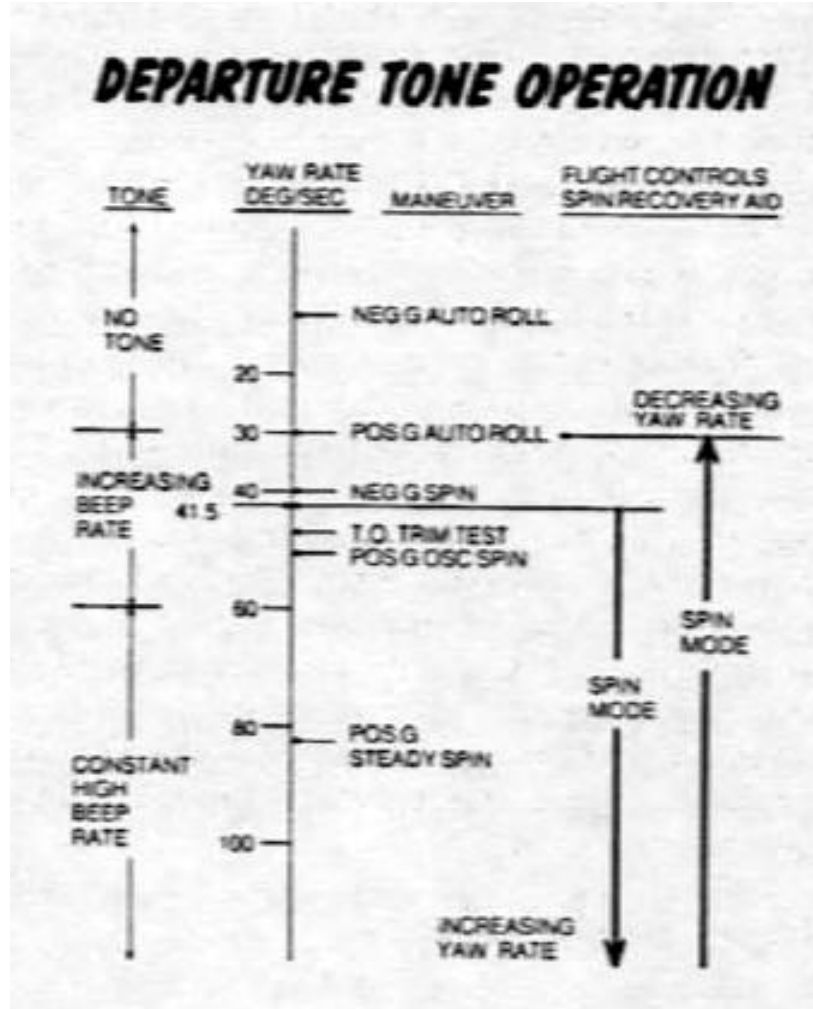 DEPARTURE TONE OPERATION
TONE
YAW RATE
DEG/SEC
MANEUVER
FLIGHT CONTROLS
SPIN RECOVERY AID
NO
TONE
NEG G AUTO ROLL
20
DECREASING
YAW RATE
30
POS G AUTO ROLL
INCREASING
BEEP
RATE
40
NEG G SPIN
41.5
T.O. TRIM TEST
POS G OSC SPIN
60
SPIN
MODE
SPIN
MODE
80
POS G
STEADY SPIN
CONSTANT
HIGH
BEEP
RATE
100
INCREASING
YAW RATE